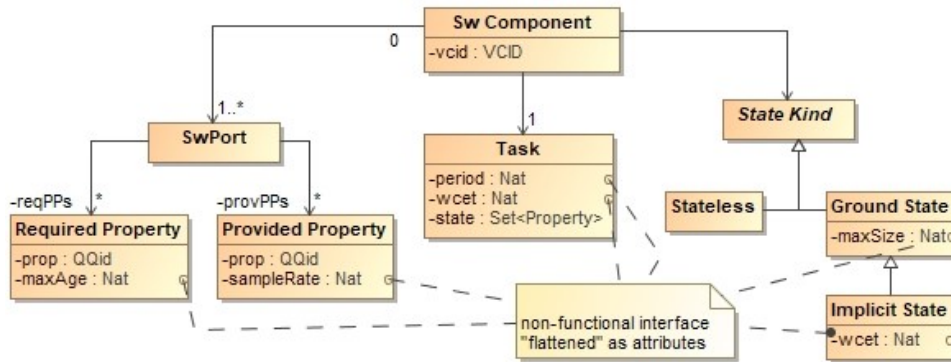 Sw Component
-vcid : VCID
0
1..*
1
SwPort
State Kind
Task
-period : Nat
-wcet : Nat
-state : Set<Property>
-reqPPs
*
-provPPs
*
Required Property
-prop : QQid
-maxAge : Nat
Provided Property
-prop : QQid
-sampleRate : Nat
Stateless
Ground State
-maxSize : Nat
non-functional interface
"flattened" as attributes
Implicit State
-wcet : Nat